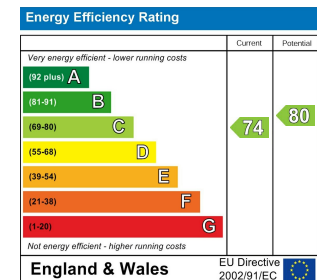 Energy Efficiency Rating
Current Potential
Very energy efficient - lower running costs
(92 plus) A
(81-91) B
(69-80) C
(55-68) D
(39-54) E
(21-38) F
(1-20) G
74
80
Not energy efficient - higher running costs
England & Wales
EU Directive
2002/91/EC